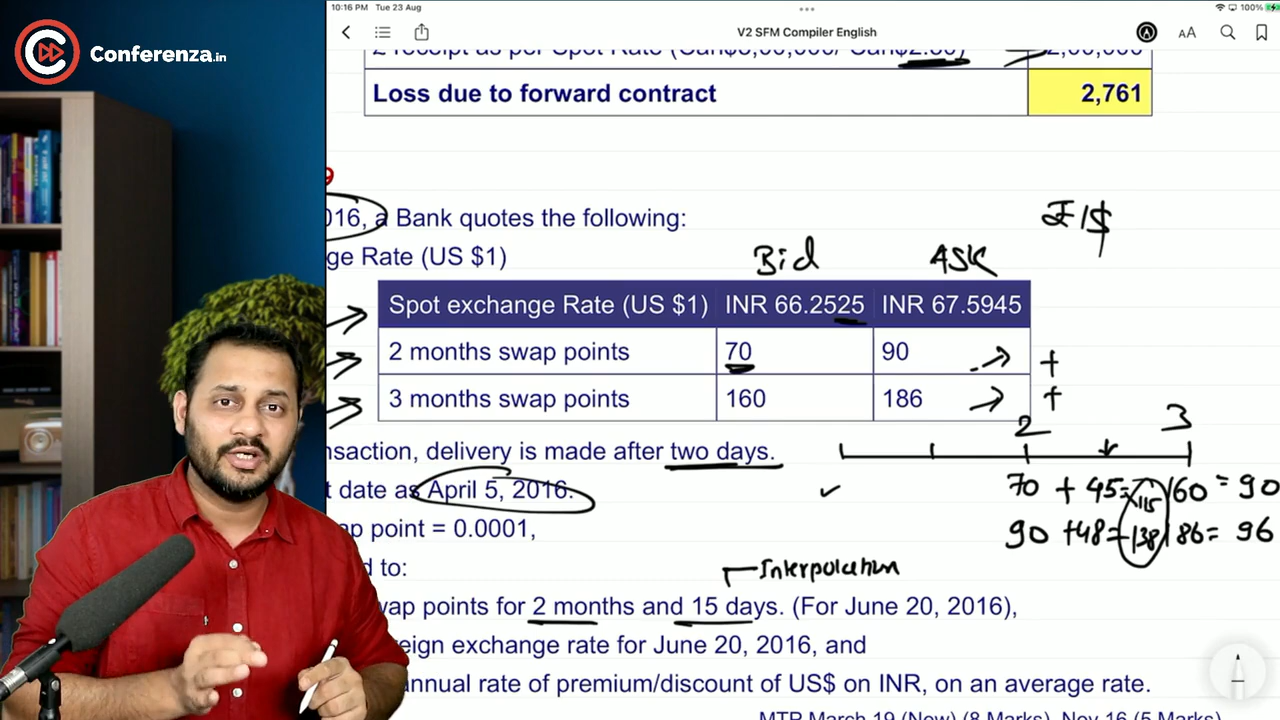 10:16 PM Tue 23 Aug
100%
Conferenza.in
V2 SFM Compiler English
AA
Loss due to forward contract 2,761
016, a Bank quotes the following:
₹/$
ge Rate (US $1)
Bid ASK
Spot exchange Rate (US $1) INR 66.2525 INR 67.5945
2 months swap points 70 90 +
3 months swap points 160 186 +
2 3
nsaction, delivery is made after two days.
t date as April 5, 2016.
70 + 45 = 115 160 = 90
ap point = 0.0001,
90 +48 = 138 186 = 96
d to:
Interpolation
wap points for 2 months and 15 days. (For June 20, 2016),
eign exchange rate for June 20, 2016, and
annual rate of premium/discount of US$ on INR, on an average rate.
MTP March 19 (New) (8 Marks), Nov 16 (5 Marks)